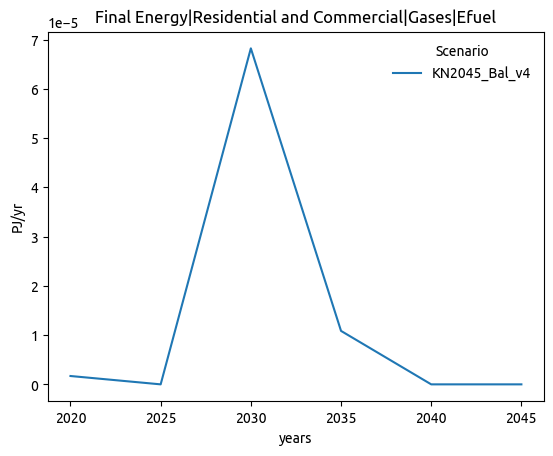 Final Energy|Residential and Commercial|Gases|Efuel
1e−5
Scenario
KN2045_Bal_v4
7
6
5
4
3
2
1
0
PJ/yr
2020 2025 2030 2035 2040 2045
years